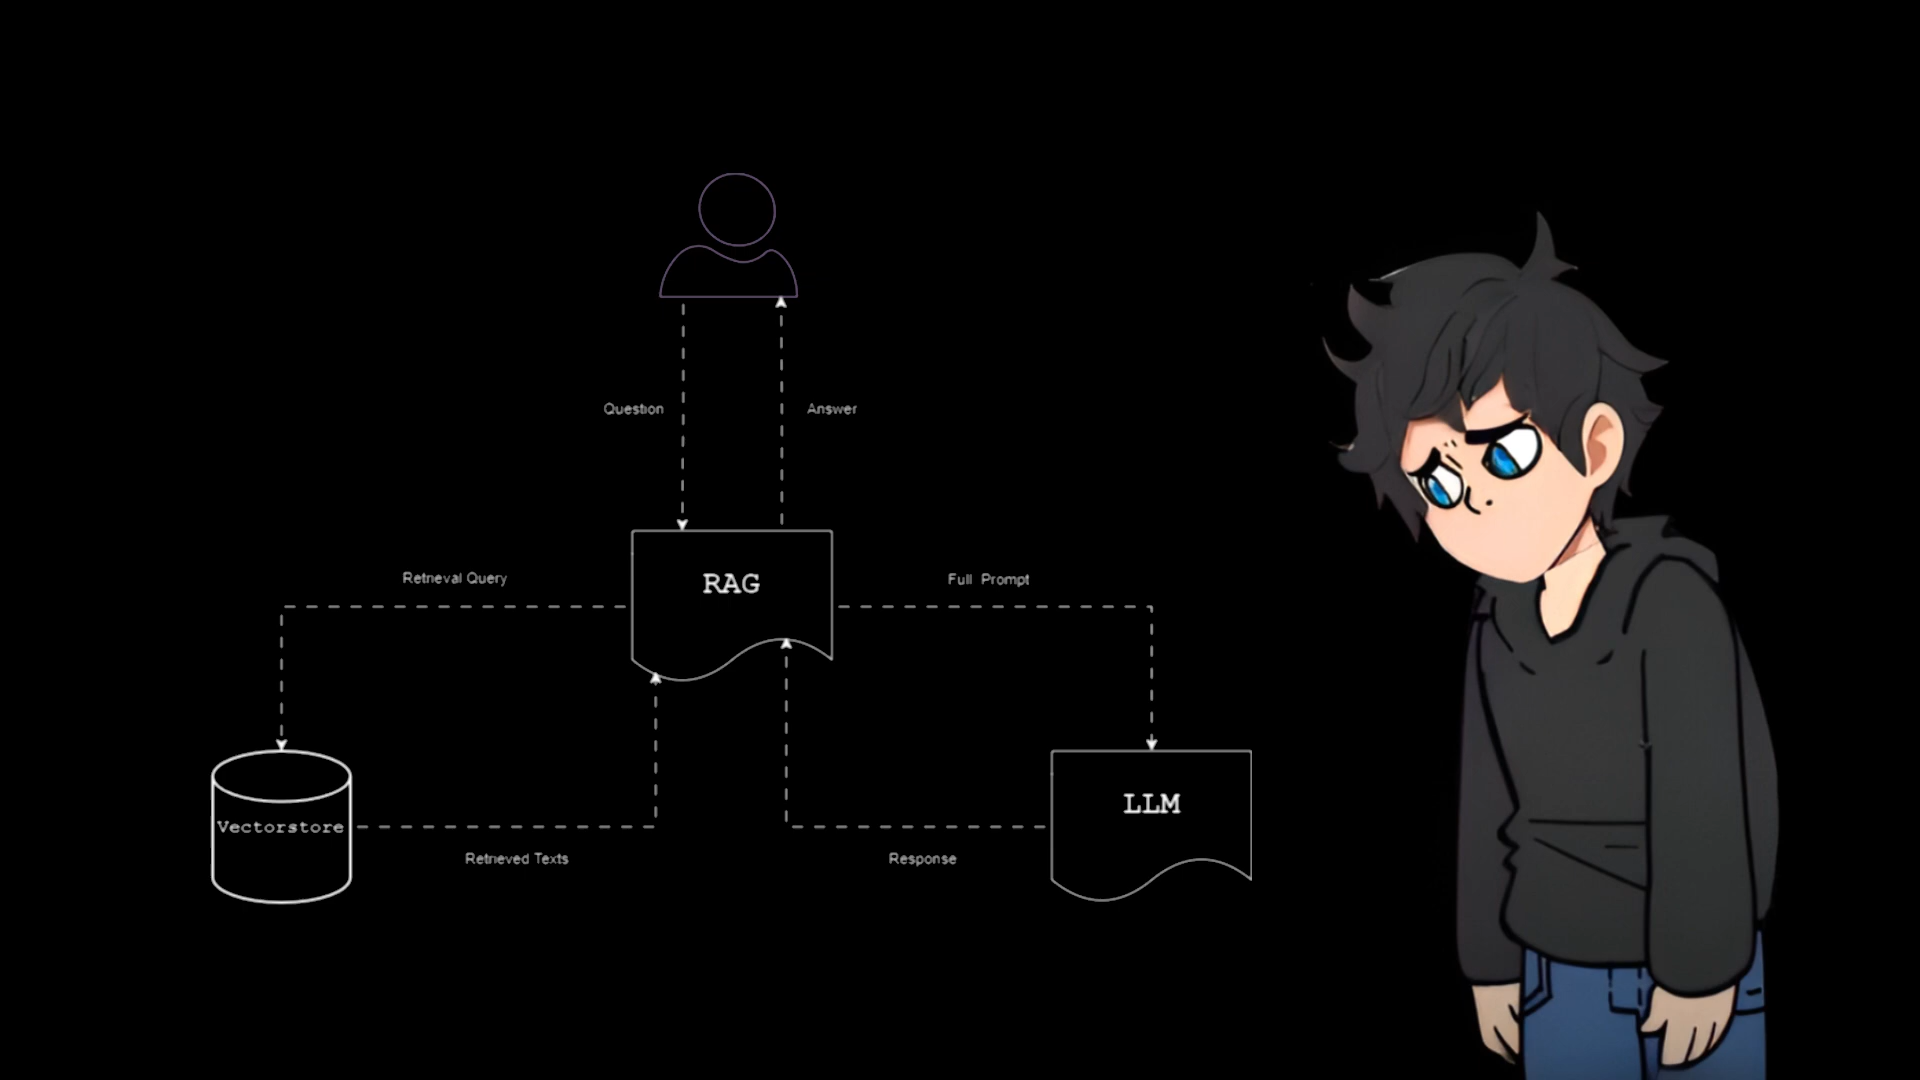 Question
Answer
RAG
Retrieval Query
Full Prompt
LLM
Vectorstore
Retrieved Texts
Response